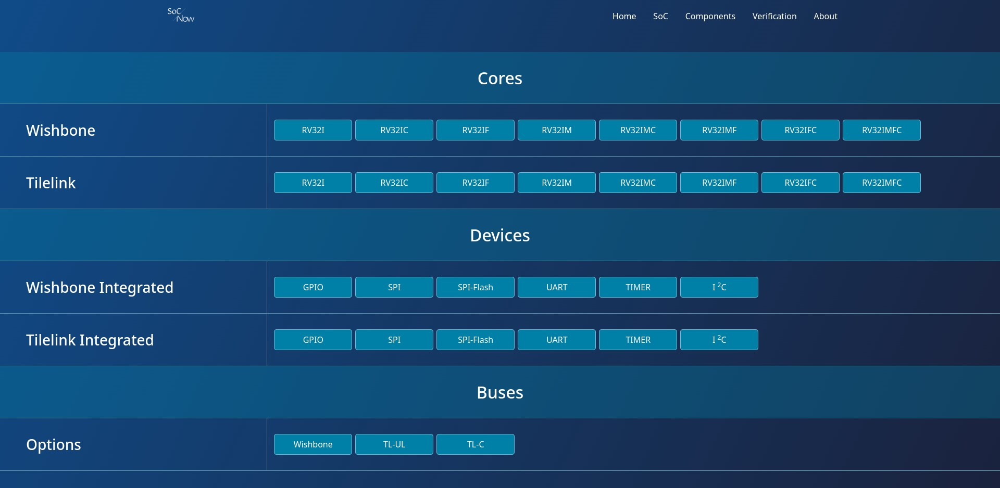 SoC
Now
Home SoC Components Verification About
Cores
Wishbone RV32I RV32IC RV32IF RV32IM RV32IMC RV32IMF RV32IFC RV32IMFC
Tilelink RV32I RV32IC RV32IF RV32IM RV32IMC RV32IMF RV32IFC RV32IMFC
Devices
Wishbone Integrated GPIO SPI SPI-Flash UART TIMER I ²C
Tilelink Integrated GPIO SPI SPI-Flash UART TIMER I ²C
Buses
Options Wishbone TL-UL TL-C